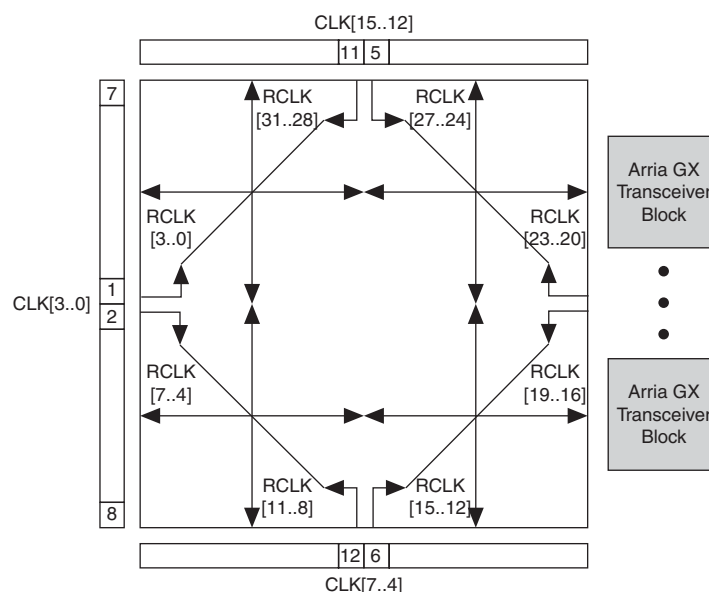 CLK[15..12]
11 5
7
RCLK
[31..28]
RCLK
[27..24]
Arria GX
Transceiver
Block
RCLK
[3..0]
RCLK
[23..20]
1
CLK[3..0]
2
RCLK
[7..4]
RCLK
[19..16]
Arria GX
Transceiver
Block
RCLK
[11..8]
RCLK
[15..12]
8
12 6
CLK[7..4]